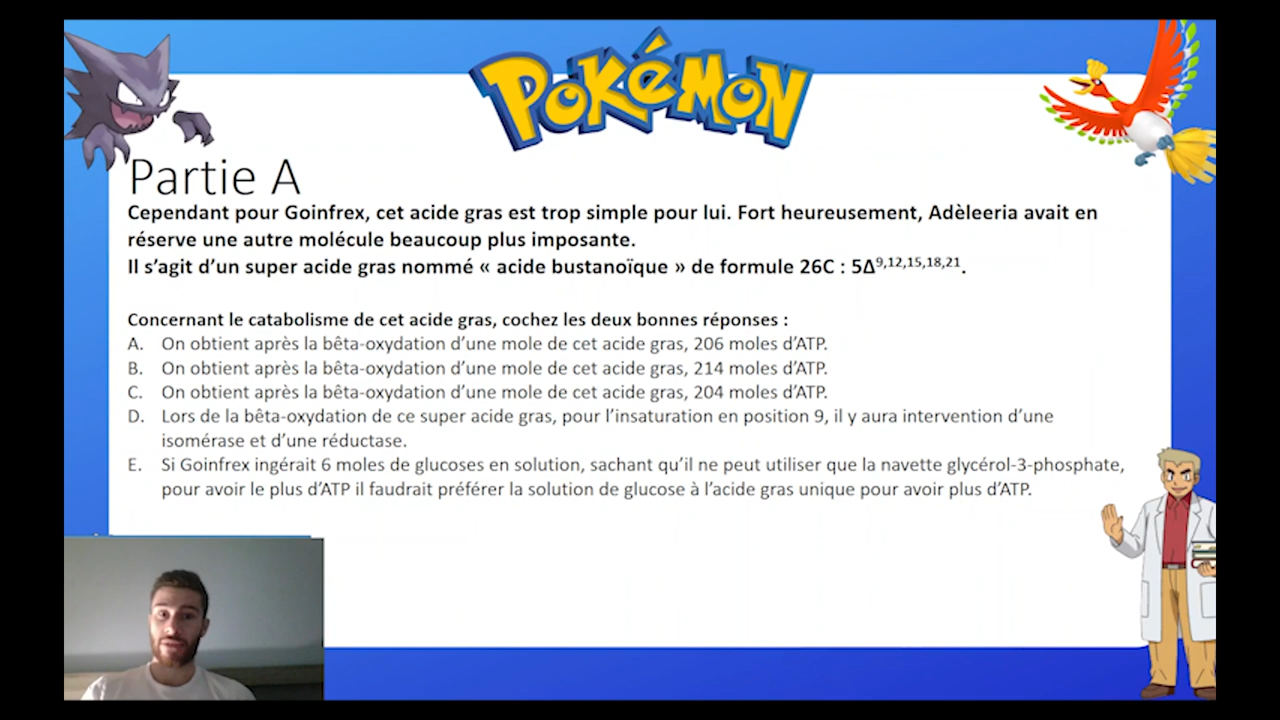 POKéMON
Partie A
Cependant pour Goinfrex, cet acide gras est trop simple pour lui. Fort heureusement, Adèleeria avait en
réserve une autre molécule beaucoup plus imposante.
Il s’agit d’un super acide gras nommé « acide bustanoïque » de formule 26C : 5Δ9,12,15,18,21.
Concernant le catabolisme de cet acide gras, cochez les deux bonnes réponses :
A. On obtient après la bêta-oxydation d’une mole de cet acide gras, 206 moles d’ATP.
B. On obtient après la bêta-oxydation d’une mole de cet acide gras, 214 moles d’ATP.
C. On obtient après la bêta-oxydation d’une mole de cet acide gras, 204 moles d’ATP.
D. Lors de la bêta-oxydation de ce super acide gras, pour l’insaturation en position 9, il y aura intervention d’une
isomérase et d’une réductase.
E. Si Goinfrex ingérait 6 moles de glucoses en solution, sachant qu’il ne peut utiliser que la navette glycérol-3-phosphate,
pour avoir le plus d’ATP il faudrait préférer la solution de glucose à l’acide gras unique pour avoir plus d’ATP.